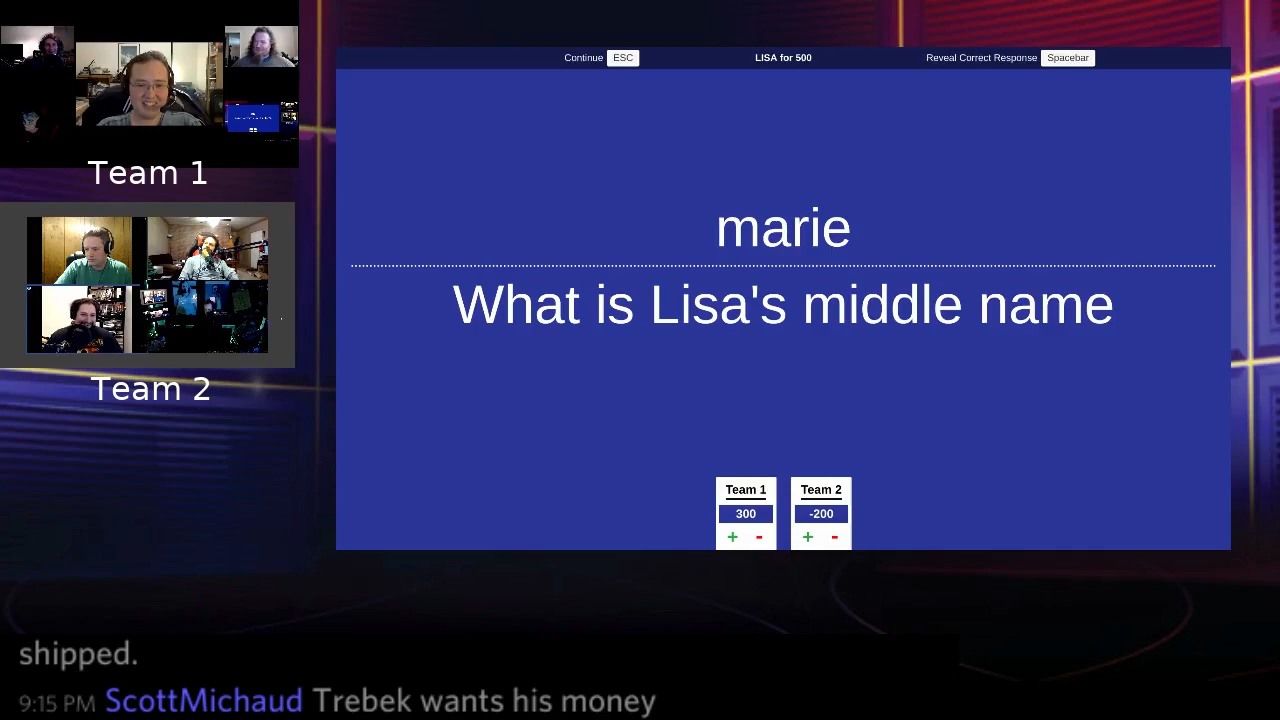 Continue ESC LISA for 500 Reveal Correct Response Spacebar
Team 1
Team 2
marie
What is Lisa's middle name
Team 1 Team 2
300 -200
+ - + -
shipped.
9:15 PM ScottMichaud Trebek wants his money